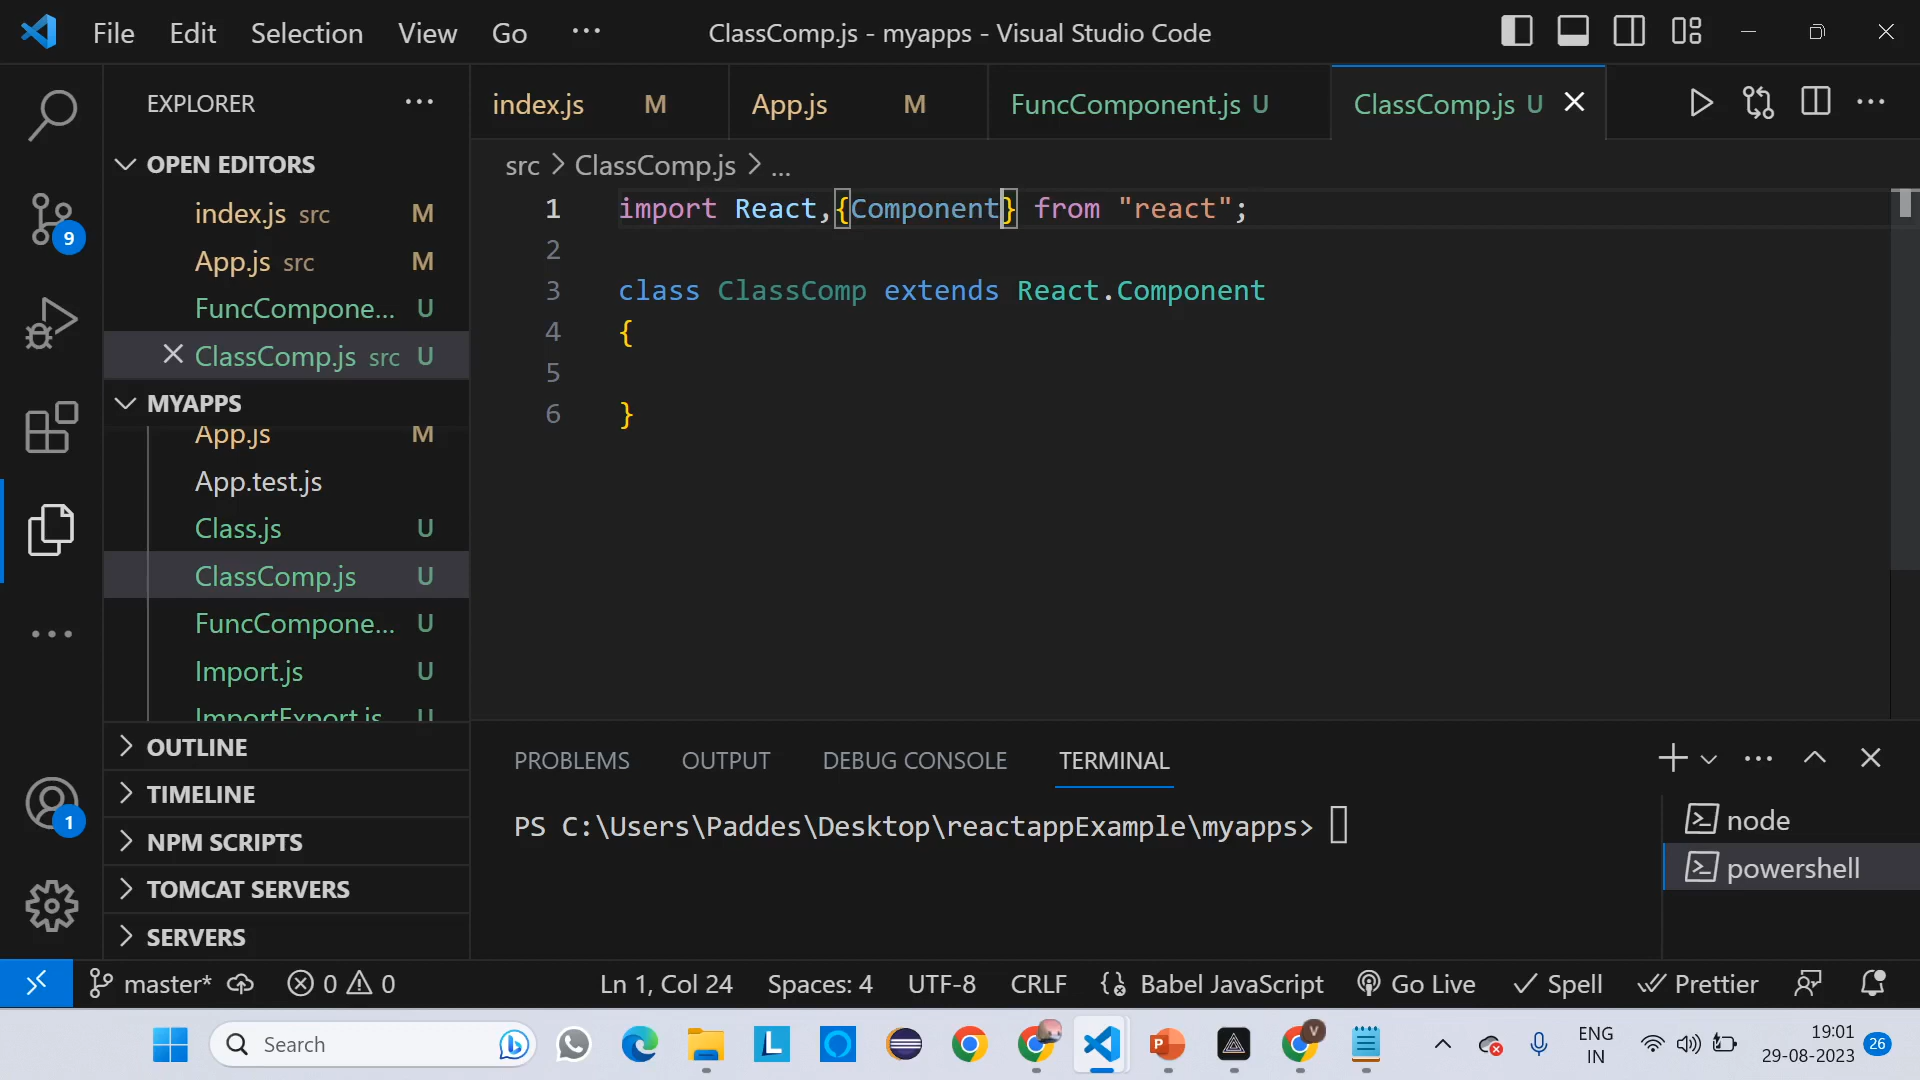 File Edit Selection View Go ... ClassComp.js - myapps - Visual Studio Code
EXPLORER
OPEN EDITORS
index.js src M
App.js src M
FuncCompone... U
ClassComp.js src U
MYAPPS
App.js M
App.test.js
Class.js U
ClassComp.js U
FuncCompone... U
Import.js U
ImportExport.js U
OUTLINE
TIMELINE
NPM SCRIPTS
TOMCAT SERVERS
SERVERS
9
1
index.js M App.js M FuncComponent.js U ClassComp.js U
src > ClassComp.js > ...
1 import React,{Component} from "react";
2
3 class ClassComp extends React.Component
4 {
5
6 }
PROBLEMS OUTPUT DEBUG CONSOLE TERMINAL
PS C:\Users\Paddes\Desktop\reactappExample\myapps>
node
powershell
master* 0 0 Ln 1, Col 24 Spaces: 4 UTF-8 CRLF Babel JavaScript Go Live Spell Prettier
Search L P V ENG 19:01
IN 29-08-2023 26